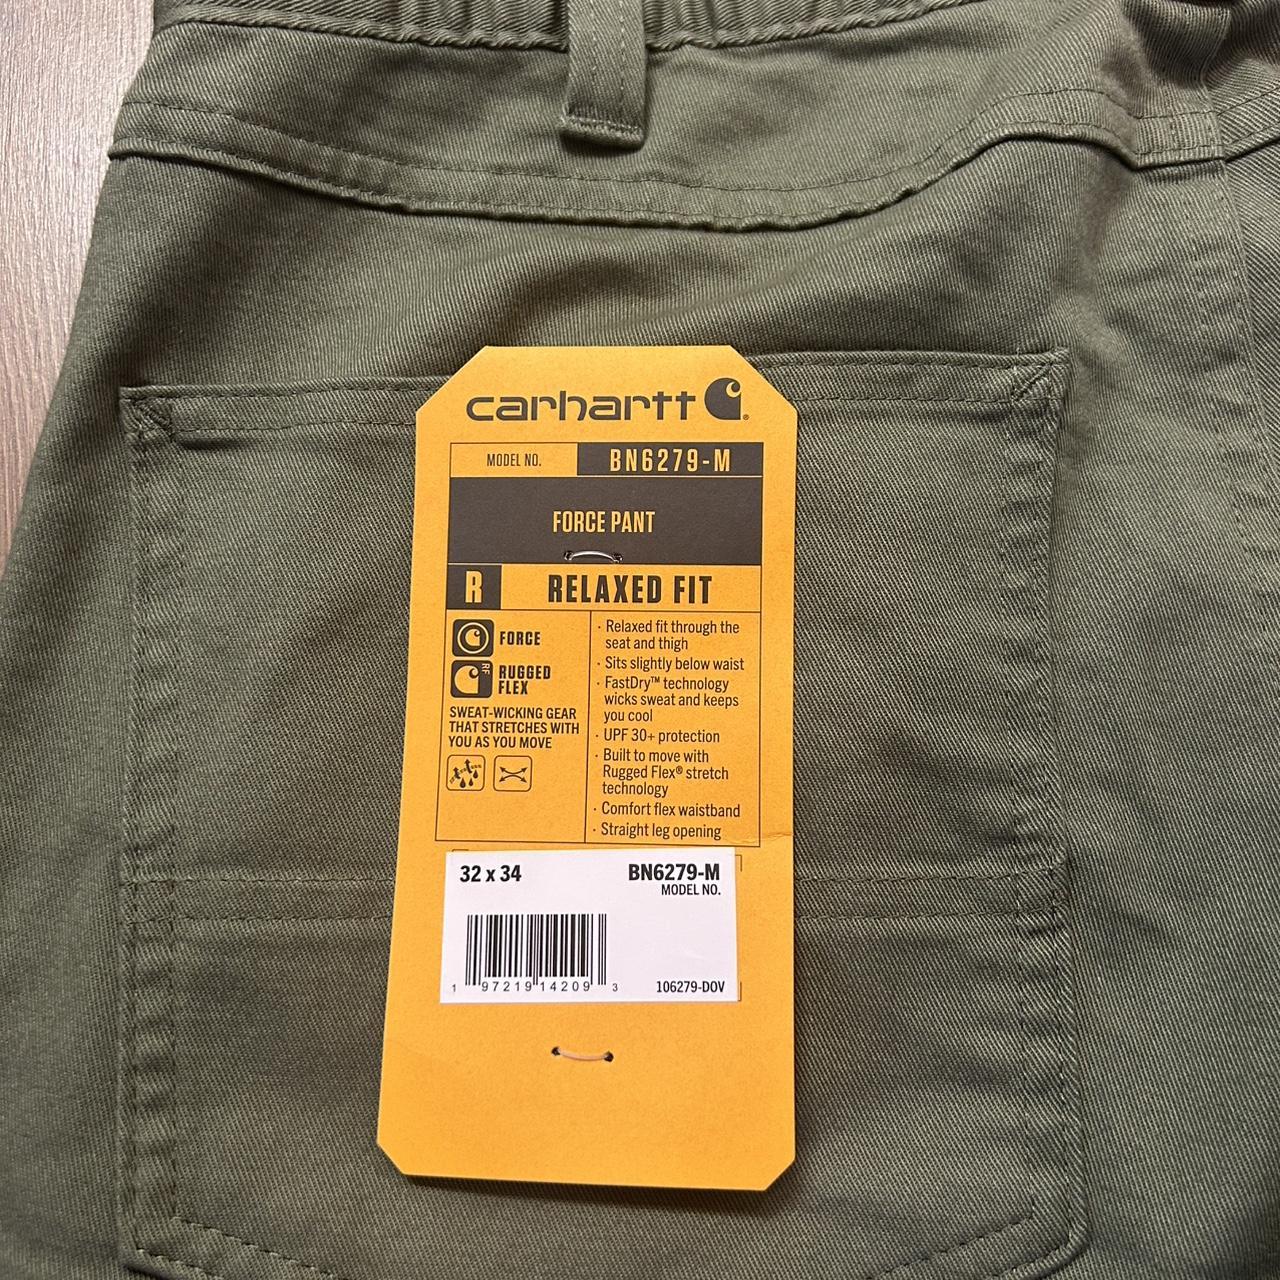 carhartt
MODEL NO. BN6279-M
FORCE PANT
R RELAXED FIT
FORCE
RF
RUGGED
FLEX
SWEAT-WICKING GEAR
THAT STRETCHES WITH
YOU AS YOU MOVE
· Relaxed fit through the
seat and thigh
· Sits slightly below waist
· FastDry™ technology
wicks sweat and keeps
you cool
· UPF 30+ protection
· Built to move with
Rugged Flex® stretch
technology
· Comfort flex waistband
· Straight leg opening
32 x 34 BN6279-M
MODEL NO.
1 97219 14209 3
106279-DOV